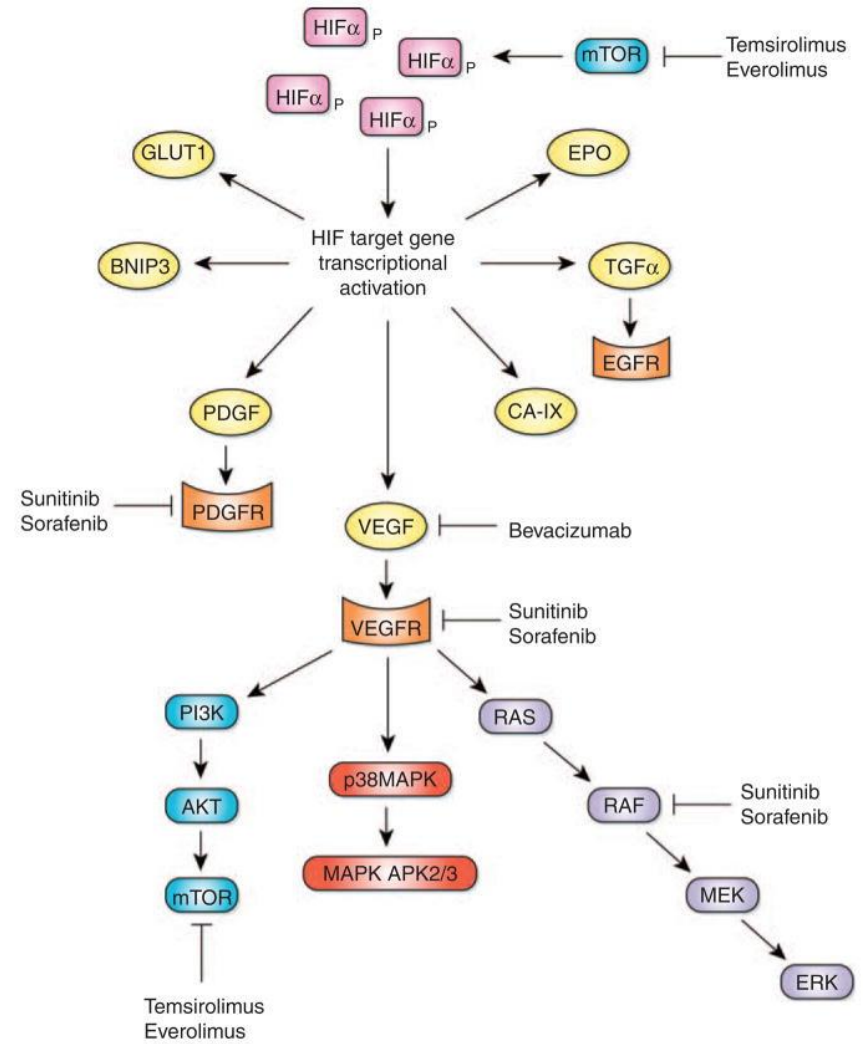 HIFα P
HIFα P
mTOR
Temsirolimus
Everolimus
HIFα P
HIFα P
GLUT1
EPO
HIF target gene
transcriptional
activation
BNIP3
TGFα
EGFR
PDGF
CA-IX
Sunitinib
Sorafenib
PDGFR
VEGF
Bevacizumab
VEGFR
Sunitinib
Sorafenib
PI3K
RAS
p38MAPK
AKT
RAF
Sunitinib
Sorafenib
MAPK APK2/3
mTOR
MEK
ERK
Temsirolimus
Everolimus